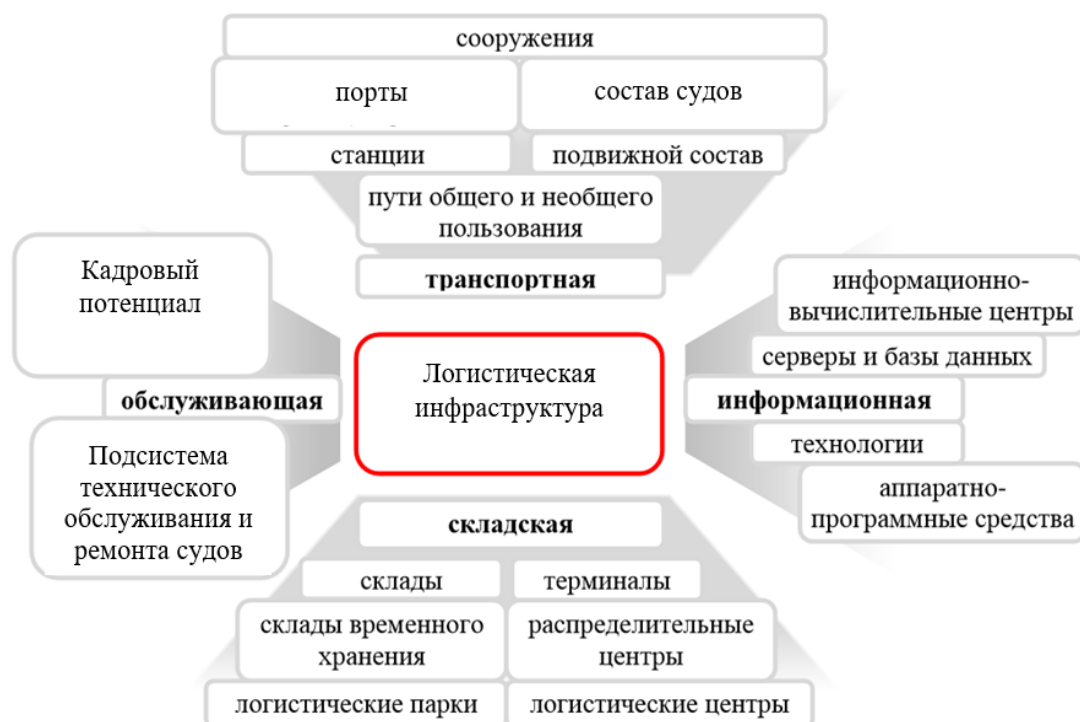 сооружения
порты
состав судов
станции
подвижной состав
пути общего и необщего
пользования
транспортная
Кадровый
потенциал
обслуживающая
Подсистема
технического
обслуживания и
ремонта судов
Логистическая
инфраструктура
информационно-
вычислительные центры
серверы и базы данных
информационная
технологии
аппаратно-
программные средства
складская
склады
терминалы
склады временного
хранения
распределительные
центры
логистические парки
логистические центры